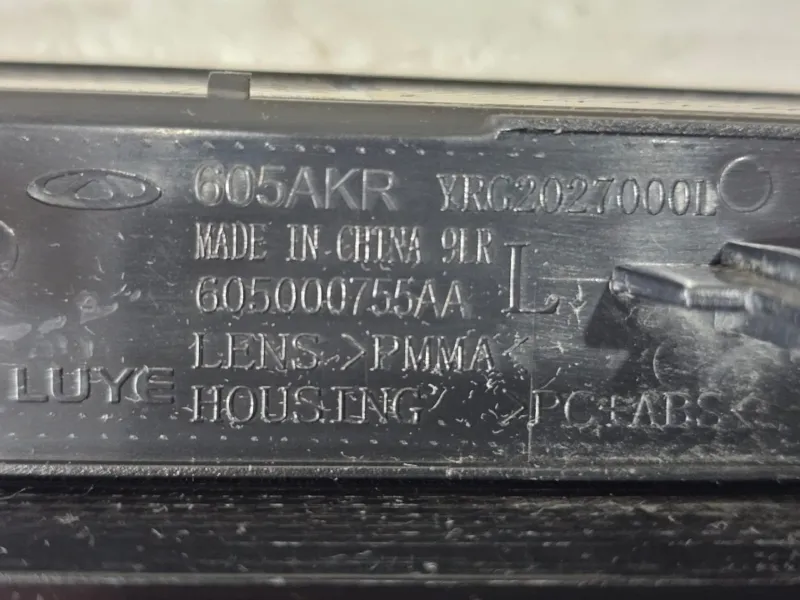 605AKR YRG2027000L
MADE IN CHINA 9LR
605000755AA L
LENS >PMMA<
LUYE
HOUSING >PC+ABS<